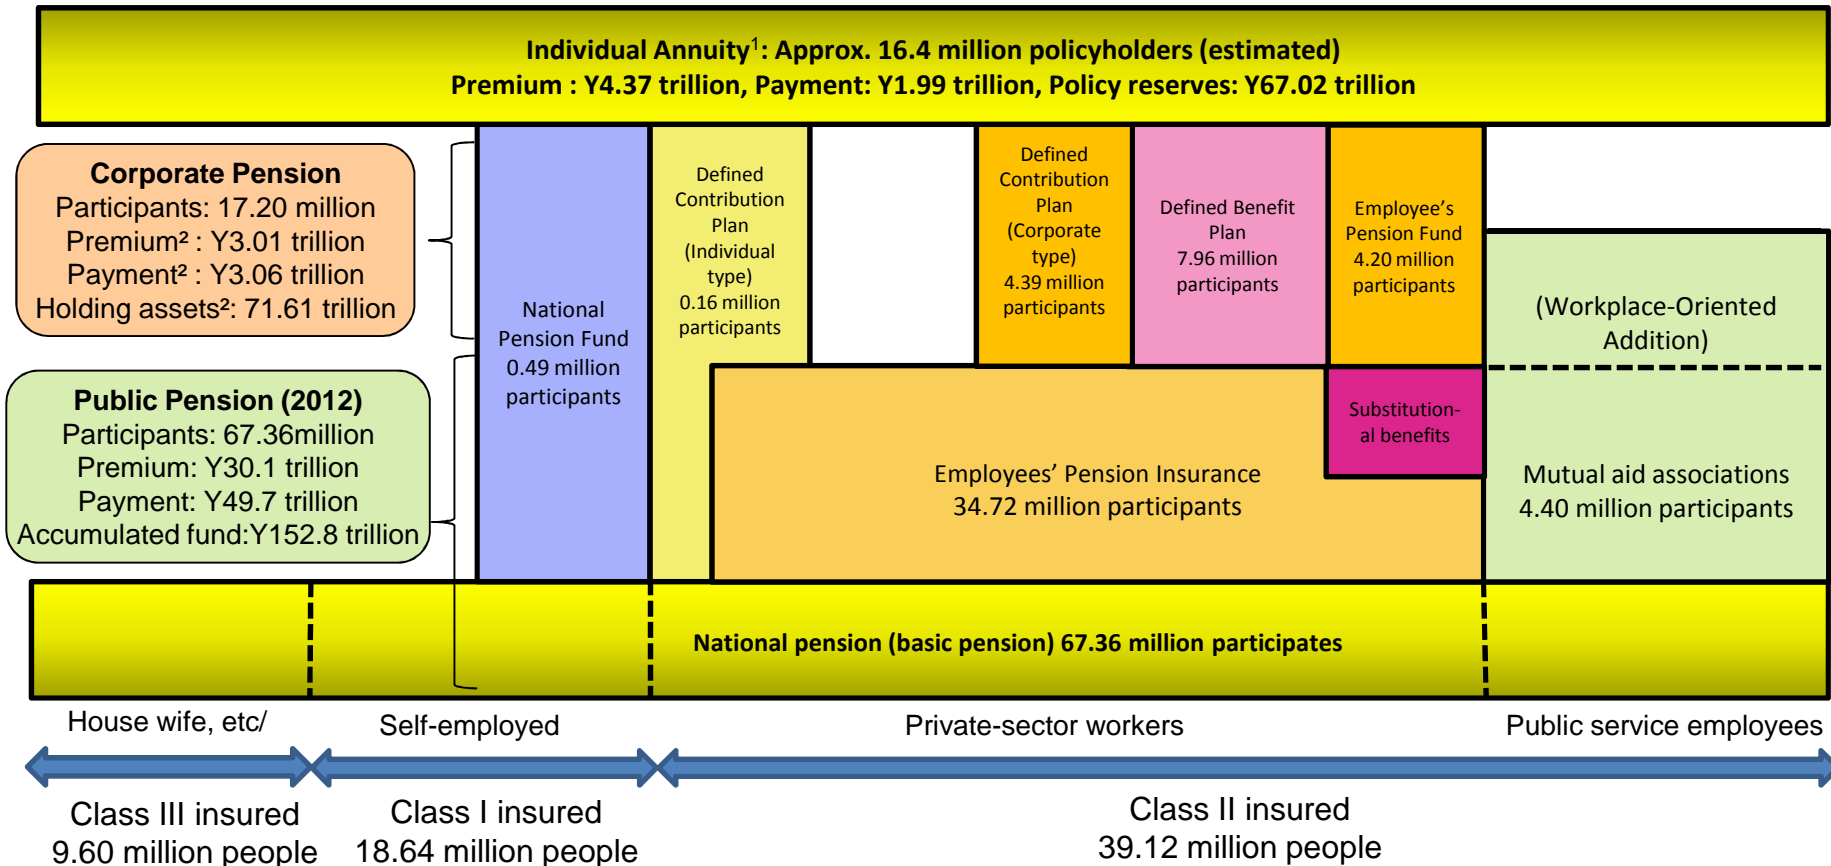 Individual Annuity¹: Approx. 16.4 million policyholders (estimated)
Premium : Y4.37 trillion, Payment: Y1.99 trillion, Policy reserves: Y67.02 trillion
Corporate Pension
Participants: 17.20 million
Premium² : Y3.01 trillion
Payment² : Y3.06 trillion
Holding assets²: 71.61 trillion
Public Pension (2012)
Participants: 67.36million
Premium: Y30.1 trillion
Payment: Y49.7 trillion
Accumulated fund:Y152.8 trillion
National
Pension Fund
0.49 million
participants
Defined
Contribution
Plan
(Individual
type)
0.16 million
participants
Defined
Contribution
Plan
(Corporate
type)
4.39 million
participants
Defined Benefit
Plan
7.96 million
participants
Employee’s
Pension Fund
4.20 million
participants
Substitution-
al benefits
Employees’ Pension Insurance
34.72 million participants
(Workplace-Oriented
Addition)
Mutual aid associations
4.40 million participants
National pension (basic pension) 67.36 million participates
House wife, etc/
Self-employed
Private-sector workers
Public service employees
Class III insured
9.60 million people
Class I insured
18.64 million people
Class II insured
39.12 million people